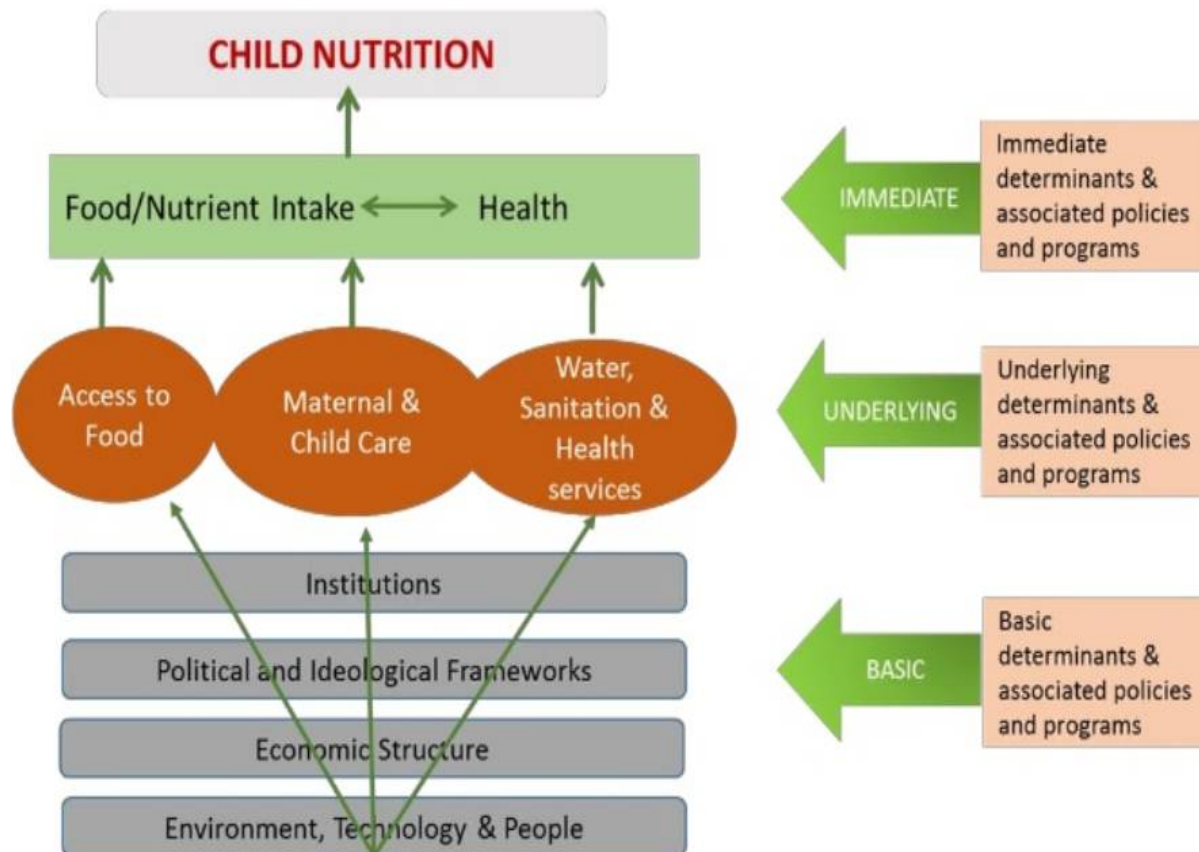 CHILD NUTRITION
Food/Nutrient Intake
Health
Access to
Food
Maternal &
Child Care
Water,
Sanitation &
Health
services
Institutions
Political and Ideological Frameworks
Economic Structure
Environment, Technology & People
IMMEDIATE
Immediate
determinants &
associated policies
and programs
UNDERLYING
Underlying
determinants &
associated policies
and programs
BASIC
Basic
determinants &
associated policies
and programs